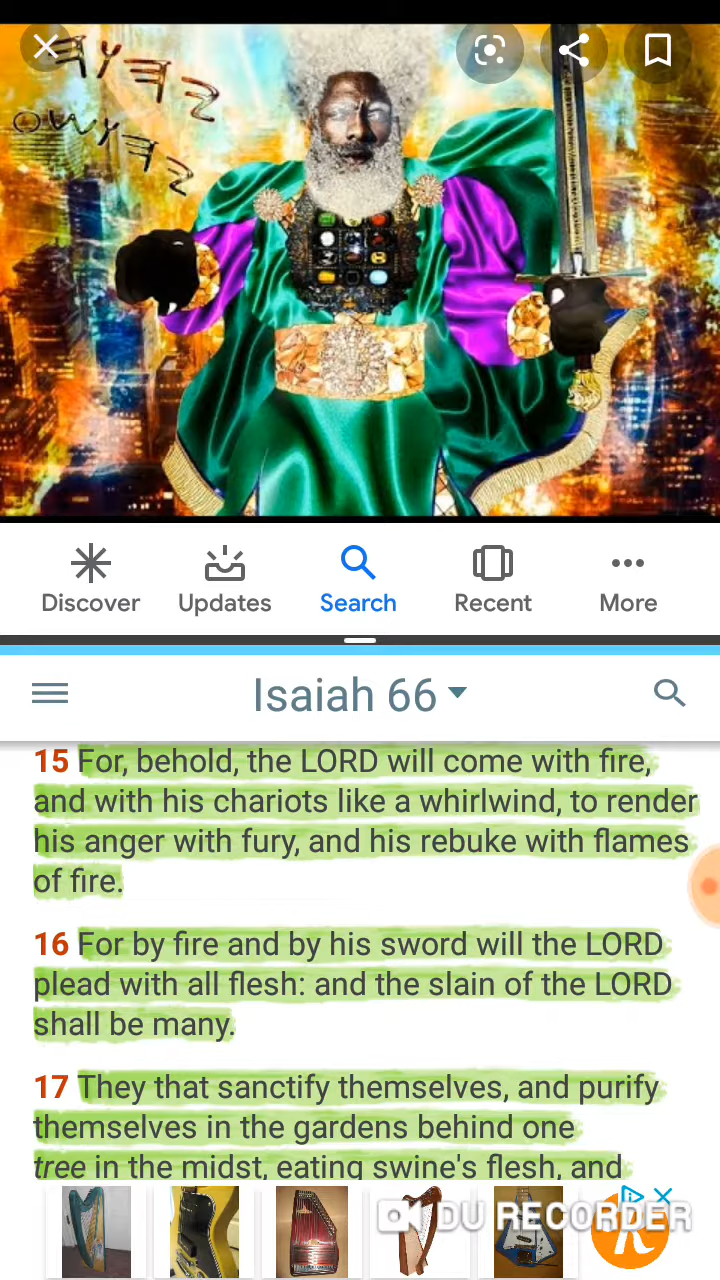 𐤉𐤄𐤅𐤄
𐤉𐤄𐤅𐤔𐤏
Discover Updates Search Recent More
Isaiah 66
15 For, behold, the LORD will come with fire,
and with his chariots like a whirlwind, to render
his anger with fury, and his rebuke with flames
of fire.
16 For by fire and by his sword will the LORD
plead with all flesh: and the slain of the LORD
shall be many.
17 They that sanctify themselves, and purify
themselves in the gardens behind one
tree in the midst, eating swine's flesh, and
DU RECORDER